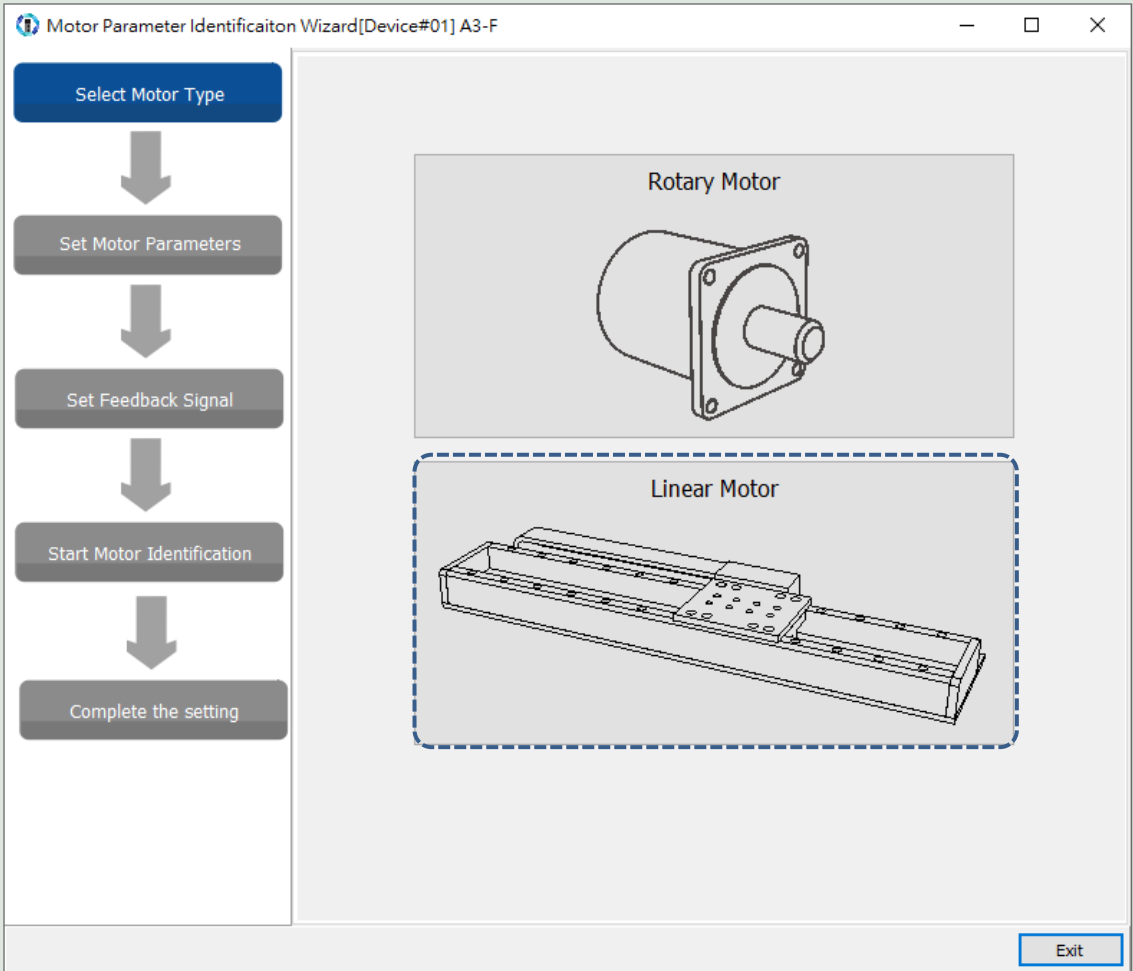 Motor Parameter Identificaiton Wizard[Device#01] A3-F
Select Motor Type
Set Motor Parameters
Set Feedback Signal
Start Motor Identification
Complete the setting
Rotary Motor
Linear Motor
Exit